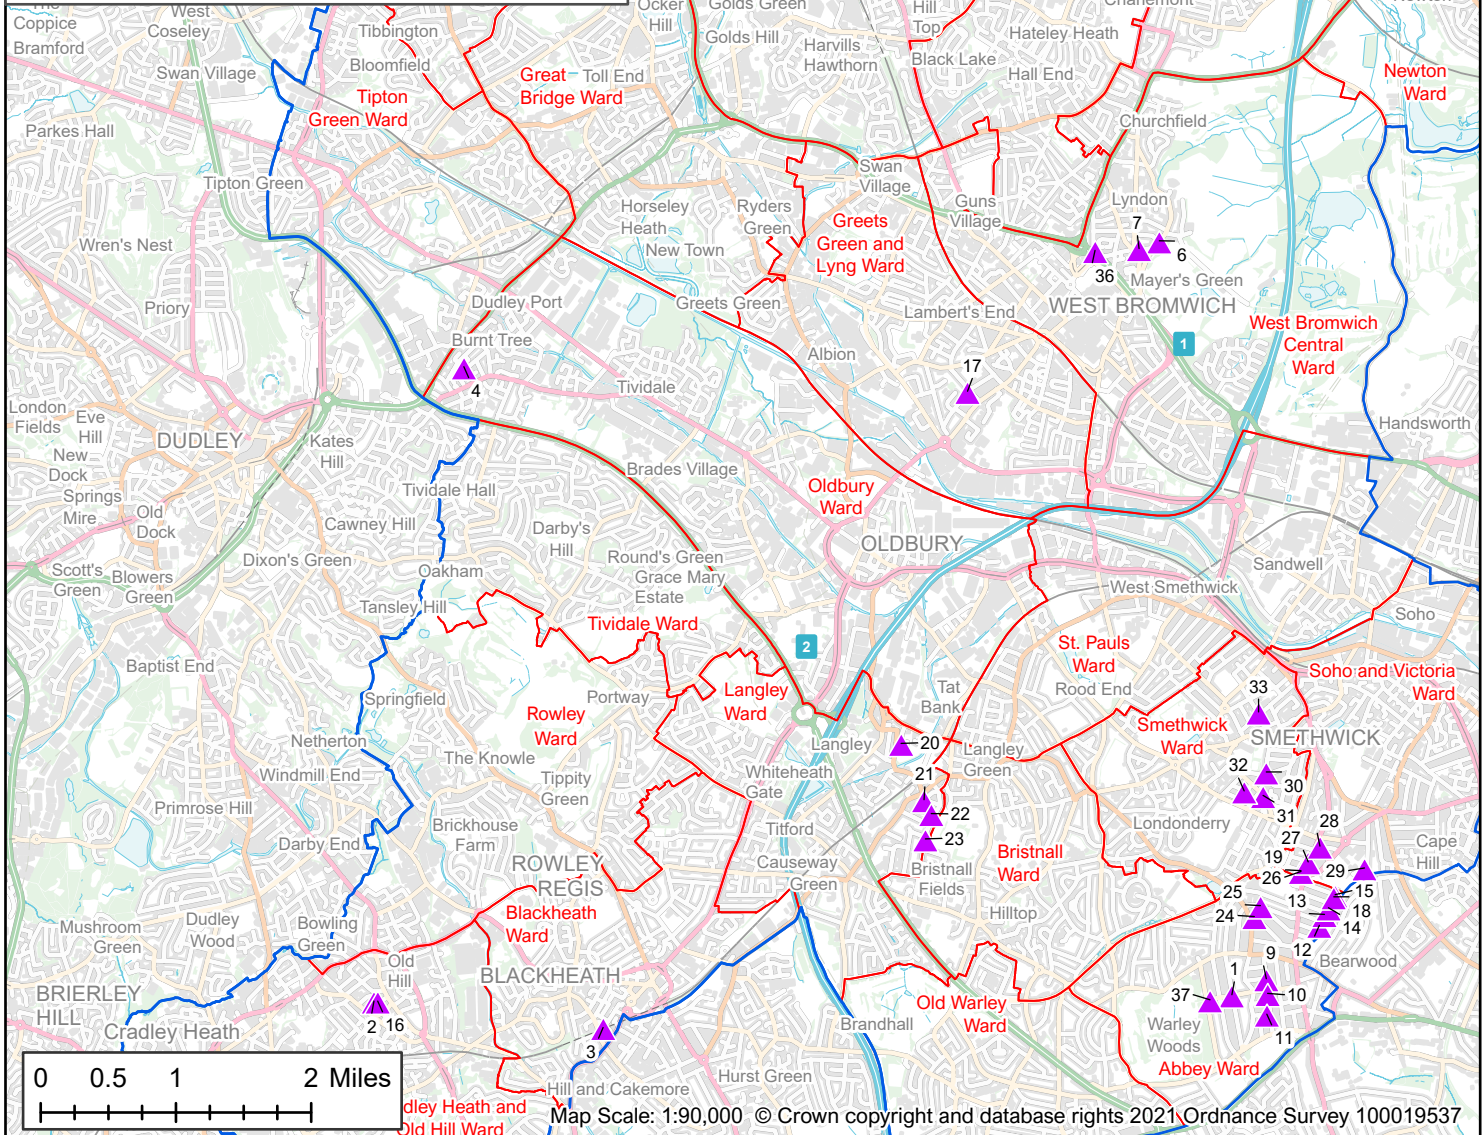 West
Coseley
Coppice
Bramford
Swan Village
Parkes Hall
Tibbington
Bloomfield
Tipton
Green Ward
Great
Bridge Ward
Toll End
Ocker
Hill
Golds Green
Golds Hill
Harvills
Hawthorn
Hill
Top
Black Lake
Hateley Heath
Hall End
Charlemont
Newton
Ward
Churchfield
Tipton Green
Wren's Nest
Horseley
Heath
New Town
Ryders
Green
Swan
Village
Greets
Green and
Lyng Ward
Guns
Village
Lyndon
7
6
36
Mayer's Green
WEST BROMWICH
Priory
Dudley Port
Burnt Tree
4
Greets Green
Lambert's End
Albion
17
1
West Bromwich
Central
Ward
London
Fields
Eve
Hill
New
Dock
Springs
Mire
Old
Dock
DUDLEY
Kates
Hill
Tividale
Handsworth
Tividale Hall
Brades Village
Oldbury
Ward
Cawney Hill
Darby's
Hill
OLDBURY
Scott's
Green
Blowers
Green
Dixon's Green
Oakham
Round's Green
Grace Mary
Estate
Sandwell
West Smethwick
Tansley Hill
Tividale Ward
Soho
2
St. Pauls
Ward
Rood End
Baptist End
Springfield
Portway
Langley
Ward
Tat
Bank
Soho and Victoria
Ward
33
Rowley
Ward
Smethwick
Ward
SMETHWICK
Netherton
The Knowle
Langley
20
Langley
Green
Windmill End
Tippity
Green
Whiteheath
Gate
21
32
30
31
Primrose Hill
Brickhouse
Farm
22
Titford
23
Londonderry
28
27
Cape
Hill
Darby End
ROWLEY
REGIS
Causeway
Green
Bristnall
Fields
Bristnall
Ward
19
26
29
15
Mushroom
Green
Dudley
Wood
Bowling
Green
Blackheath
Ward
Hilltop
25
24
13
18
14
12
Bearwood
Old
Hill
BLACKHEATH
9
1
37
10
11
BRIERLEY
HILL
Cradley Heath
2
16
3
Old Warley
Ward
Brandhall
Warley
Woods
Abbey Ward
0 0.5 1 2 Miles
Hill and Cakemore
Hurst Green
dley Heath and
Old Hill Ward
Map Scale: 1:90,000 © Crown copyright and database rights 2021 Ordnance Survey 100019537